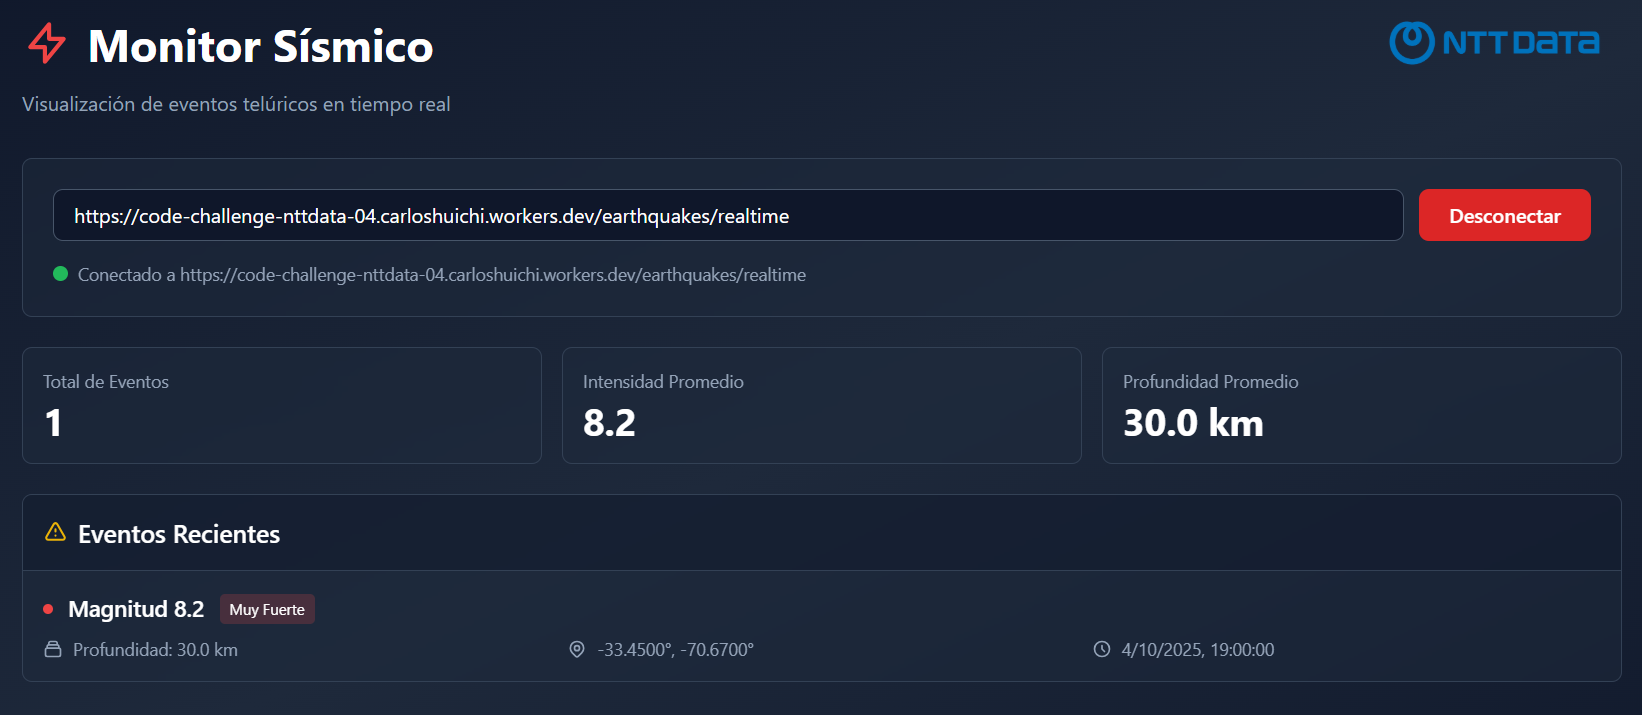 Monitor Sísmico
NTT DATA
Visualización de eventos telúricos en tiempo real
https://code-challenge-nttdata-04.carloshuichi.workers.dev/earthquakes/realtime
Desconectar
Conectado a https://code-challenge-nttdata-04.carloshuichi.workers.dev/earthquakes/realtime
Total de Eventos
1
Intensidad Promedio
8.2
Profundidad Promedio
30.0 km
Eventos Recientes
Magnitud 8.2 Muy Fuerte
Profundidad: 30.0 km
-33.4500°, -70.6700°
4/10/2025, 19:00:00